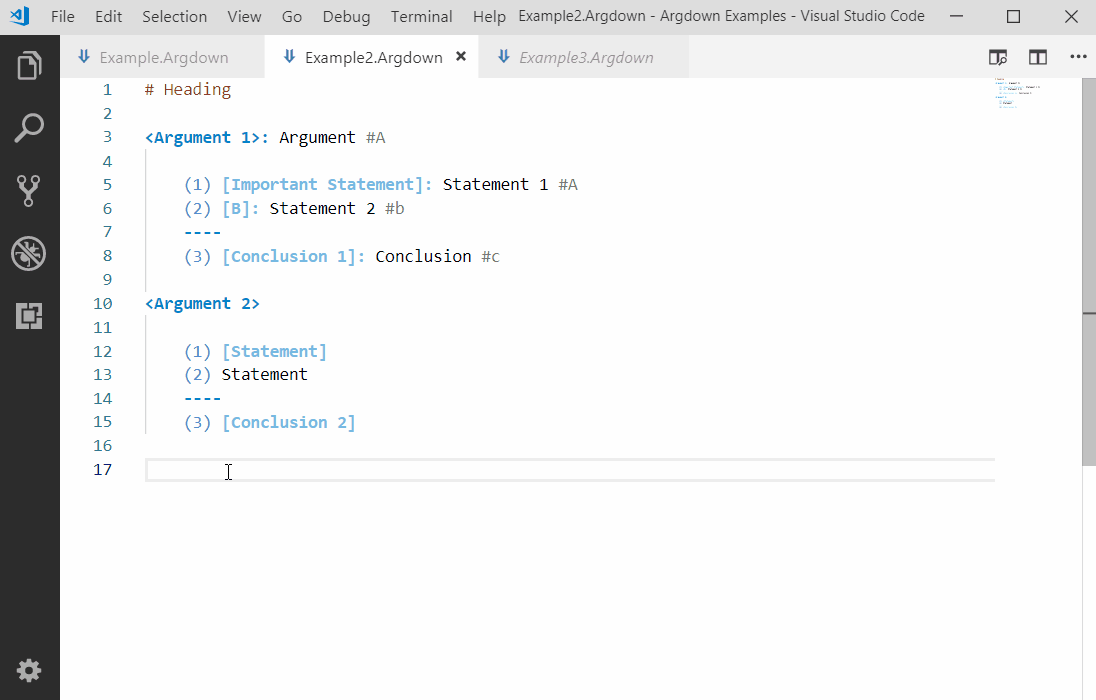 File Edit Selection View Go Debug Terminal Help Example2.Argdown - Argdown Examples - Visual Studio Code
Example.Argdown Example2.Argdown Example3.Argdown
1 # Heading
2
3 <Argument 1>: Argument #A
4
5 (1) [Important Statement]: Statement 1 #A
6 (2) [B]: Statement 2 #b
7 ----
8 (3) [Conclusion 1]: Conclusion #c
9
10 <Argument 2>
11
12 (1) [Statement]
13 (2) Statement
14 ----
15 (3) [Conclusion 2]
16
17